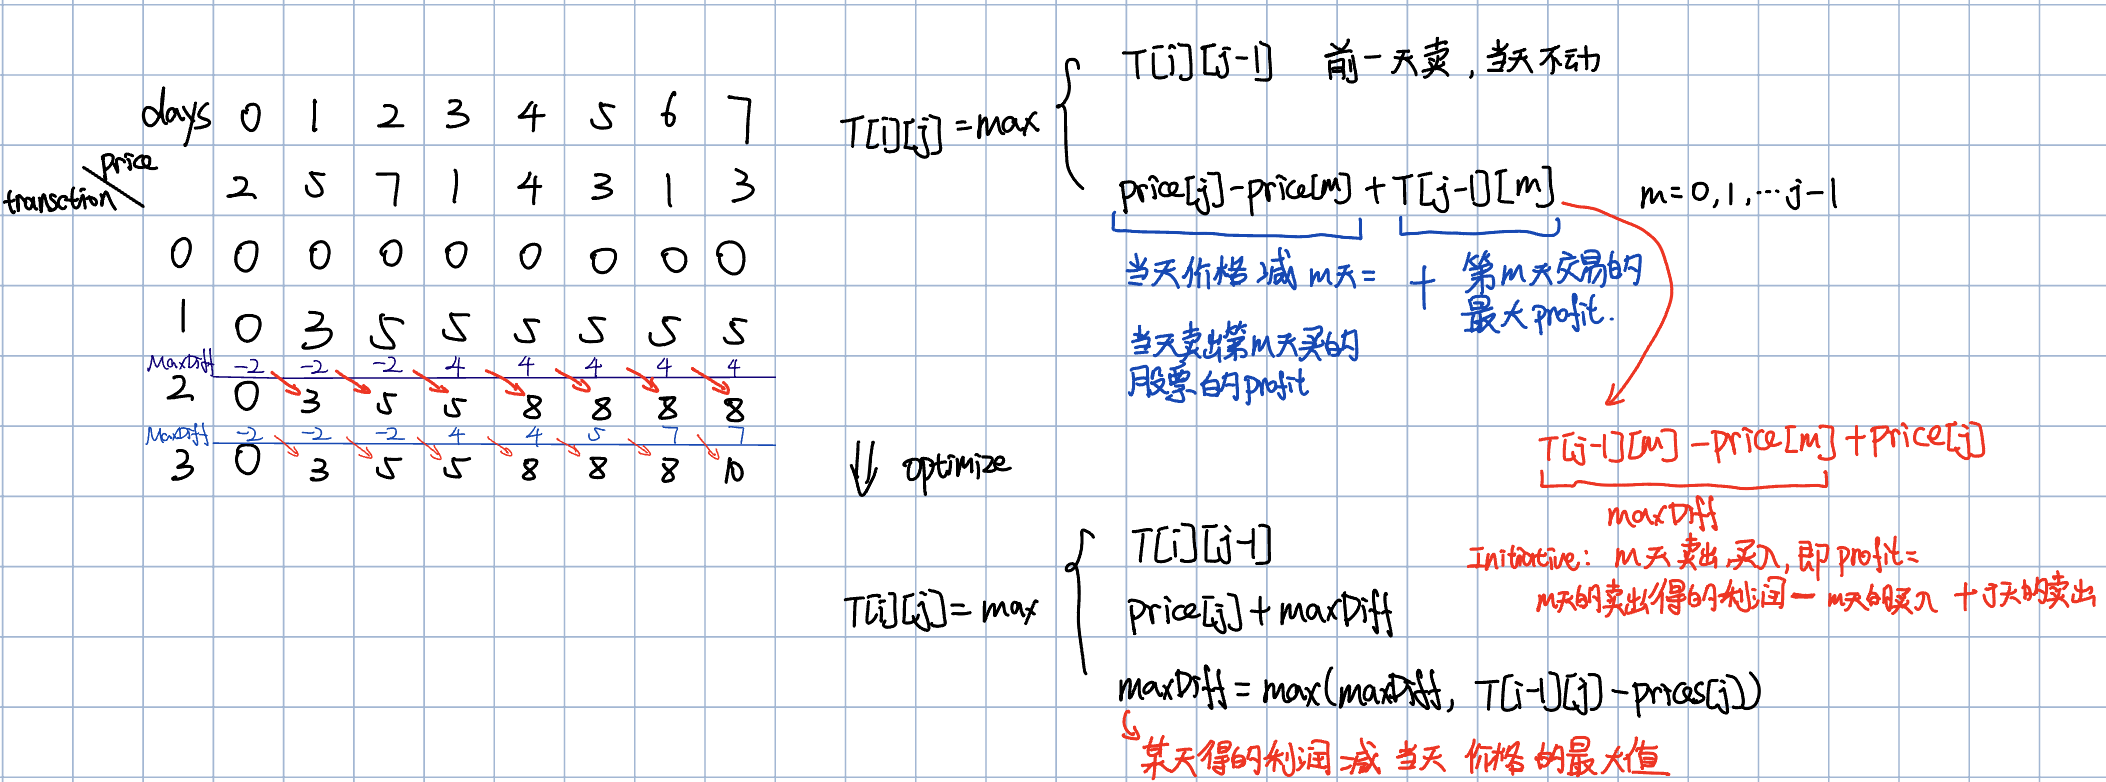 days 0 1 2 3 4 5 6 7
price
transction 2 5 7 1 4 3 1 3
0 0 0 0 0 0 0 0 0
1 0 3 5 5 5 5 5 5
MaxDiff -2 -2 -2 4 4 4 4 4
2 0 3 5 5 8 8 8 8
MaxDiff -2 -2 -2 4 4 5 7 7
3 0 3 5 5 8 8 8 10
T[i][j] = max
T[i][j-1] 前一天卖, 当天不动
price[j]-price[m] + T[j-1][m] m=0,1,...j-1
当天价格减m天=
当天卖出第m天买的
股票的profit
+ 第m天交易的
最大profit.
T[j-1][m] - price[m] + price[j]
maxDiff
Initiative: m天卖出,买入,即profit=
m天的卖出得的利润 - m天的买入 + j天的卖出
⇓ optimize
T[i][j] = max
T[i][j-1]
price[j] + maxDiff
maxDiff = max(maxDiff, T[i-1][j] - prices[j])
某天得的利润减当天价格的最大值